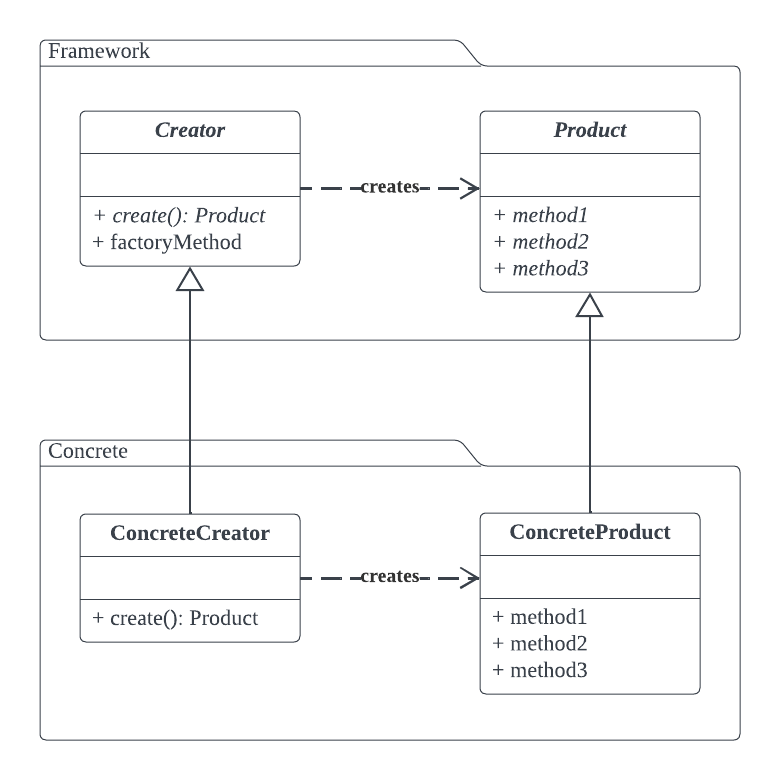 Framework
Creator
+ create(): Product
+ factoryMethod
creates
Product
+ method1
+ method2
+ method3
Concrete
ConcreteCreator
+ create(): Product
creates
ConcreteProduct
+ method1
+ method2
+ method3